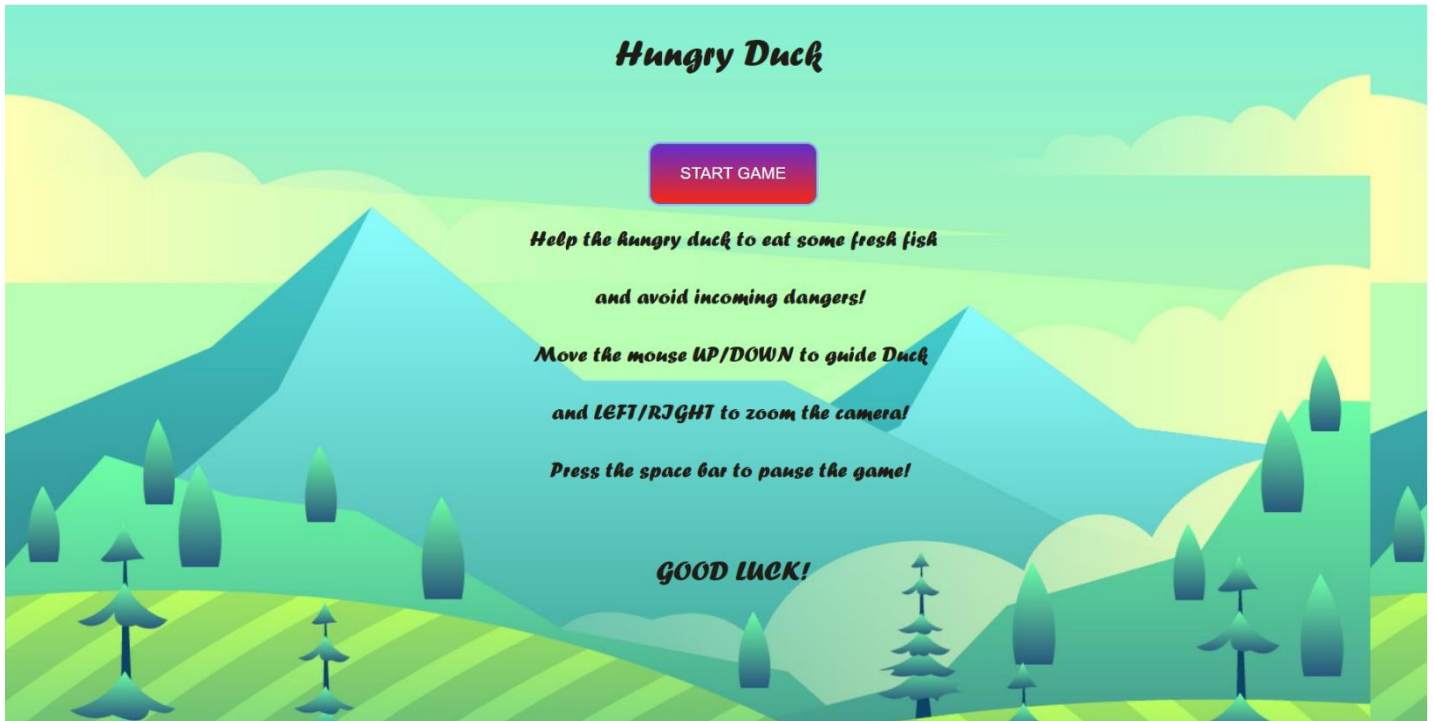 Hungry Duck
START GAME
Help the hungry duck to eat some fresh fish
and avoid incoming dangers!
Move the mouse UP/DOWN to guide Duck
and LEFT/RIGHT to zoom the camera!
Press the space bar to pause the game!
GOOD LUCK!